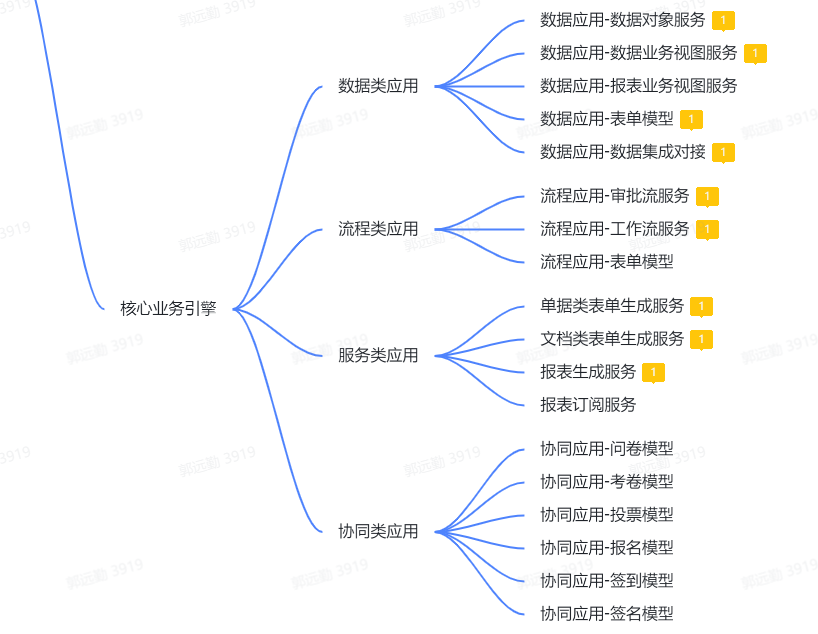 数据应用-数据对象服务 1
数据应用-数据业务视图服务 1
数据类应用
数据应用-报表业务视图服务
数据应用-表单模型 1
数据应用-数据集成对接 1
流程应用-审批流服务 1
流程类应用
流程应用-工作流服务 1
流程应用-表单模型
核心业务引擎
单据类表单生成服务 1
文档类表单生成服务 1
服务类应用
报表生成服务 1
报表订阅服务
协同应用-问卷模型
协同应用-考卷模型
协同应用-投票模型
协同类应用
协同应用-报名模型
协同应用-签到模型
协同应用-签名模型
郭远勤 3919